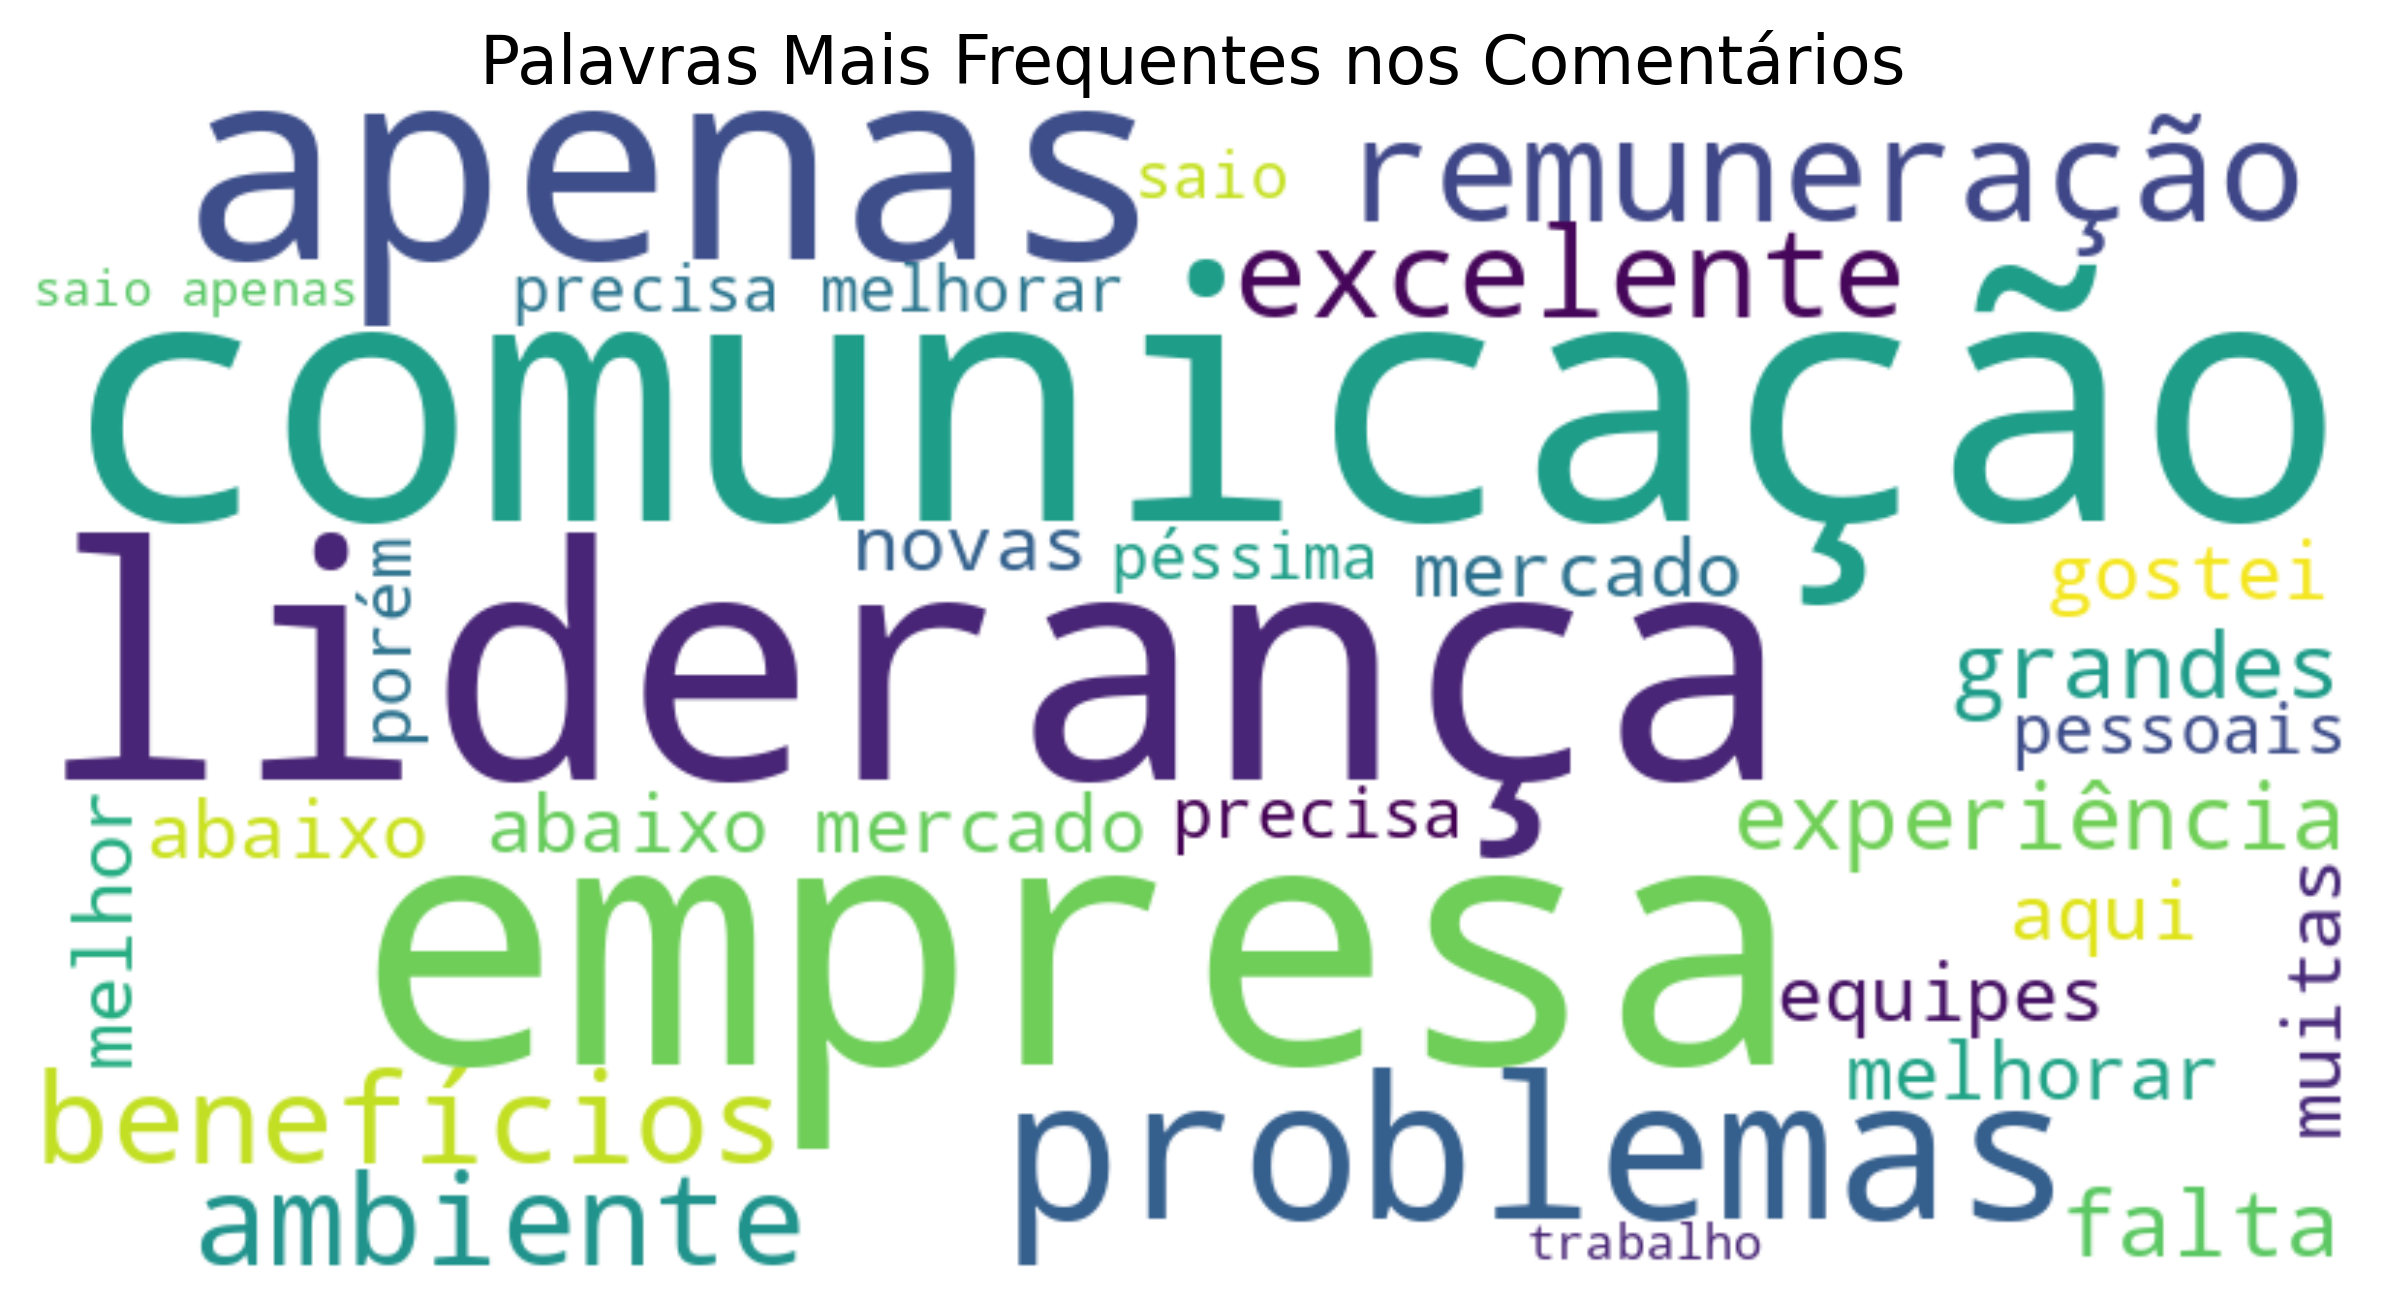 Palavras Mais Frequentes nos Comentários
apenas
saio
remuneração
excelente
saio apenas
precisa melhorar
comunicação
novas
péssima
mercado
gostei
porém
liderança
grandes
pessoais
melhor
abaixo
abaixo mercado
precisa
experiência
empresa
aqui
muitas
equipes
melhorar
benefícios
problemas
ambiente
falta
trabalho